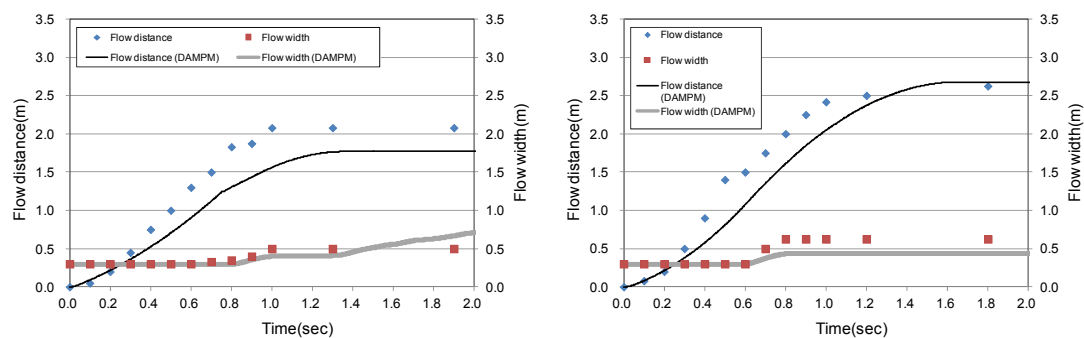 3.5
3.0
2.5
2.0
1.5
1.0
0.5
0.0
Flow distance(m)
Flow distance
Flow width
Flow distance (DAMPM)
Flow width (DAMPM)
3.5
3.0
2.5
2.0
1.5
1.0
0.5
0.0
Flow width(m)
0.0 0.2 0.4 0.6 0.8 1.0 1.2 1.4 1.6 1.8 2.0
Time(sec)
3.5
3.0
2.5
2.0
1.5
1.0
0.5
0.0
Flow distance(m)
Flow distance
Flow width
Flow distance
(DAMPM)
Flow width (DAMPM)
3.5
3.0
2.5
2.0
1.5
1.0
0.5
0.0
Flow width(m)
0.0 0.2 0.4 0.6 0.8 1.0 1.2 1.4 1.6 1.8 2.0
Time(sec)